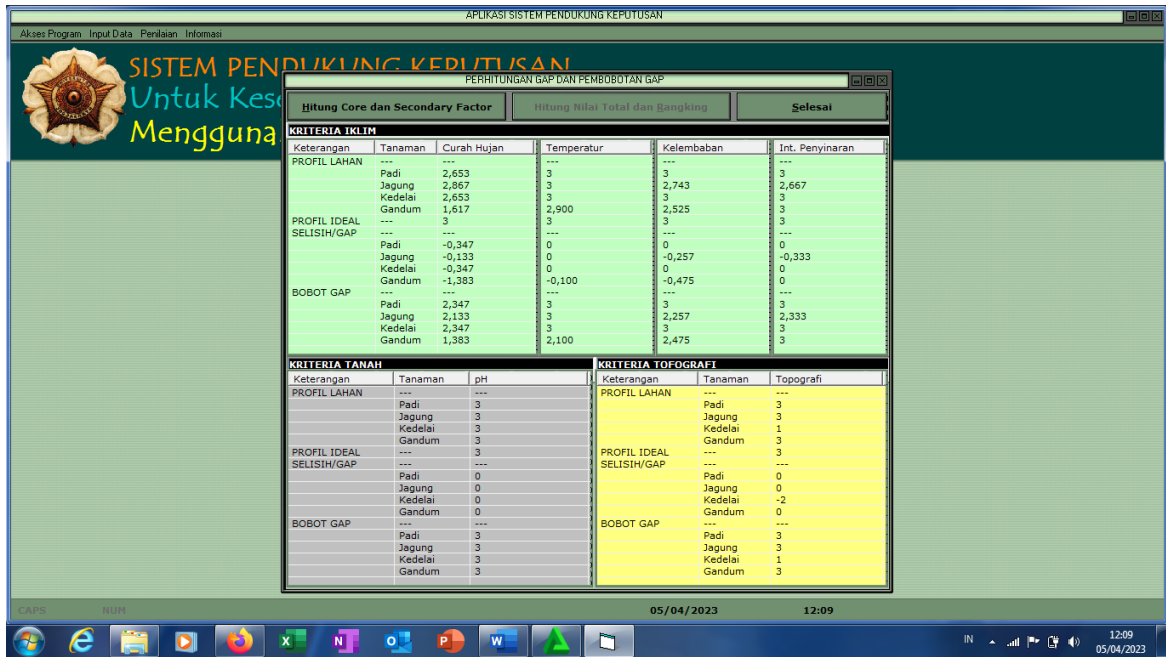 APLIKASI SISTEM PENDUKUNG KEPUTUSAN
Akses Program Input Data Penilaian Informasi
SISTEM PENDUKUNG KEPUTUSAN
Untuk Kes
Mengguna
PERHITUNGAN GAP DAN PEMBOBOTAN GAP
Hitung Core dan Secondary Factor Hitung Nilai Total dan Rangking Selesai
KRITERIA IKLIM
Keterangan Tanaman Curah Hujan Temperatur Kelembaban Int. Penyinaran
PROFIL LAHAN --- --- --- --- ---
Padi 2,653 3 3 3
Jagung 2,867 3 2,743 2,667
Kedelai 2,653 3 3 3
Gandum 1,617 2,900 2,525 3
PROFIL IDEAL --- 3 3 3 3
SELISIH/GAP --- --- --- --- ---
Padi -0,347 0 0 0
Jagung -0,133 0 -0,257 -0,333
Kedelai -0,347 0 0 0
Gandum -1,383 -0,100 -0,475 0
BOBOT GAP --- --- --- --- ---
Padi 2,347 3 3 3
Jagung 2,133 3 2,257 2,333
Kedelai 2,347 3 3 3
Gandum 1,383 2,100 2,475 3
KRITERIA TANAH
Keterangan Tanaman pH
PROFIL LAHAN --- ---
Padi 3
Jagung 3
Kedelai 3
Gandum 3
PROFIL IDEAL --- 3
SELISIH/GAP --- ---
Padi 0
Jagung 0
Kedelai 0
Gandum 0
BOBOT GAP --- ---
Padi 3
Jagung 3
Kedelai 3
Gandum 3
KRITERIA TOFOGRAFI
Keterangan Tanaman Topografi
PROFIL LAHAN --- ---
Padi 3
Jagung 3
Kedelai 1
Gandum 3
PROFIL IDEAL --- 3
SELISIH/GAP --- ---
Padi 0
Jagung 0
Kedelai -2
Gandum 0
BOBOT GAP --- ---
Padi 3
Jagung 3
Kedelai 1
Gandum 3
CAPS NUM 05/04/2023 12:09
IN 12:09
05/04/2023